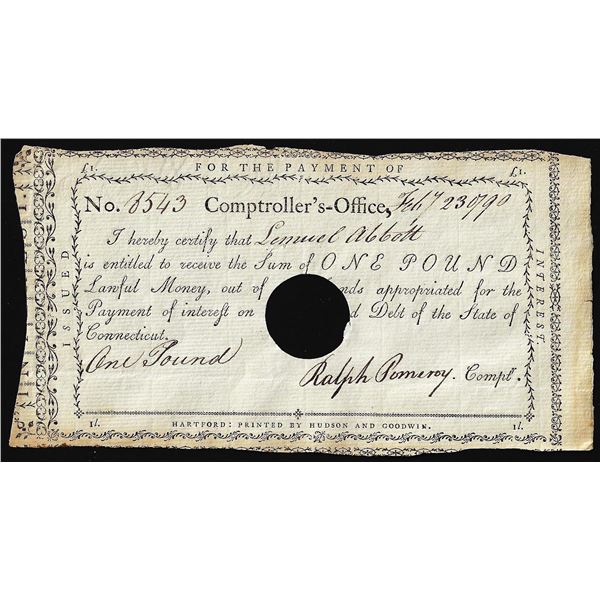 FOR THE PAYMENT OF
£1. £1.
No. 8543 Comptroller's-Office, Feb'y 23d 1790
I hereby certify that Lemuel Abbott
is entitled to receive the Sum of ONE POUND
Lawful Money, out of nds appropriated for the
Payment of interest on d Debt of the State of
Connecticut.
One Pound
Ralph Pomeroy. Compt'r.
1l. HARTFORD: PRINTED BY HUDSON AND GOODWIN. 1l.
ISSUED
INTEREST.